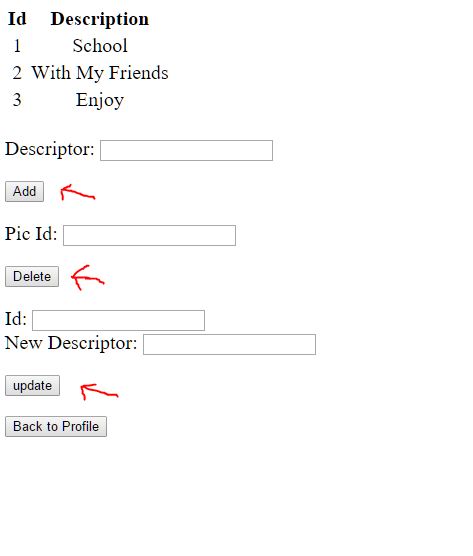 Id Description
1 School
2 With My Friends
3 Enjoy
Descriptor:
Add
Pic Id:
Delete
Id:
New Descriptor:
update
Back to Profile